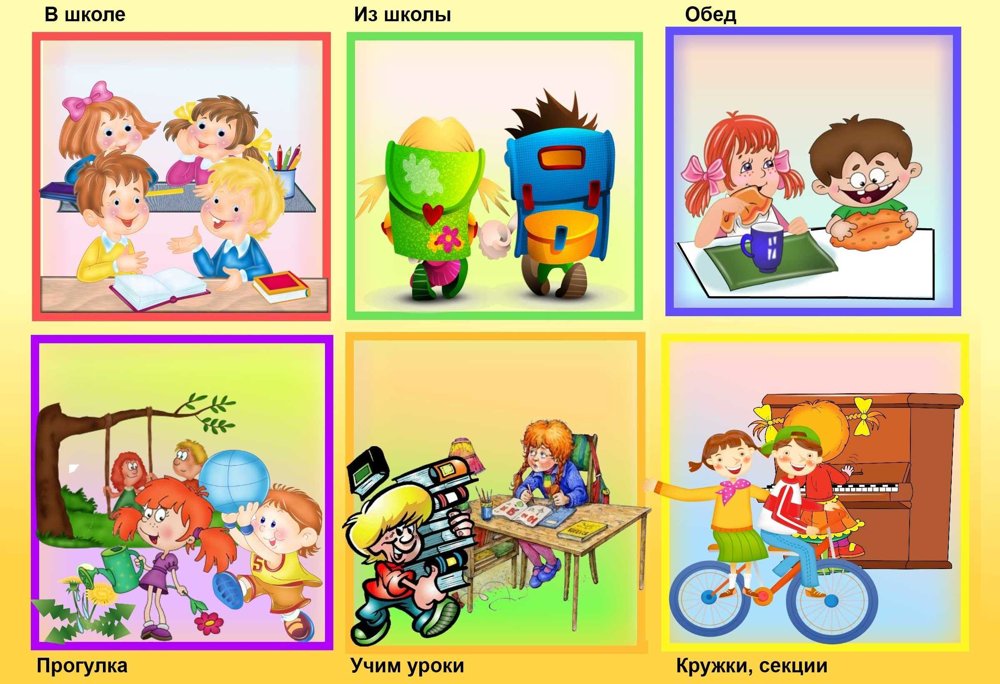 В школе
Из школы
Обед
Прогулка
Учим уроки
Кружки, секции